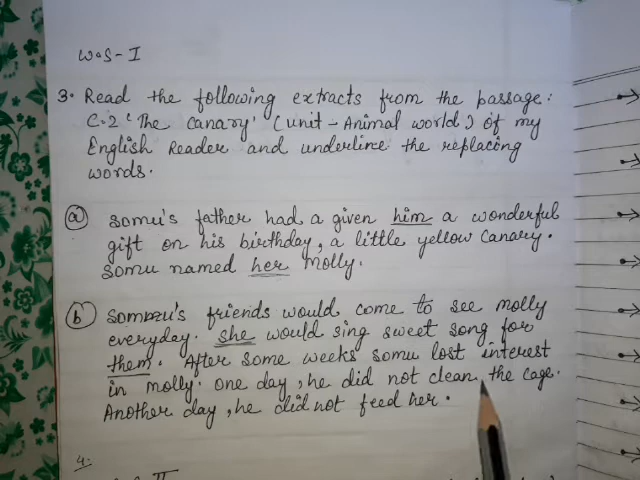 W.S-I
3. Read the following extracts from the passage:
C.2 'The Canary' (unit-Animal world) of my
English Reader and underline the replacing
words.
(a) Somu's father had a given him a wonderful
gift on his birthday, a little yellow Canary.
Somu named her Molly.
(b) Somu's friends would come to see Molly
everyday. She would sing sweet song for
them. After some weeks Somu lost interest
in Molly. One day, he did not clean the cage.
Another day, he did not feed her.
4.